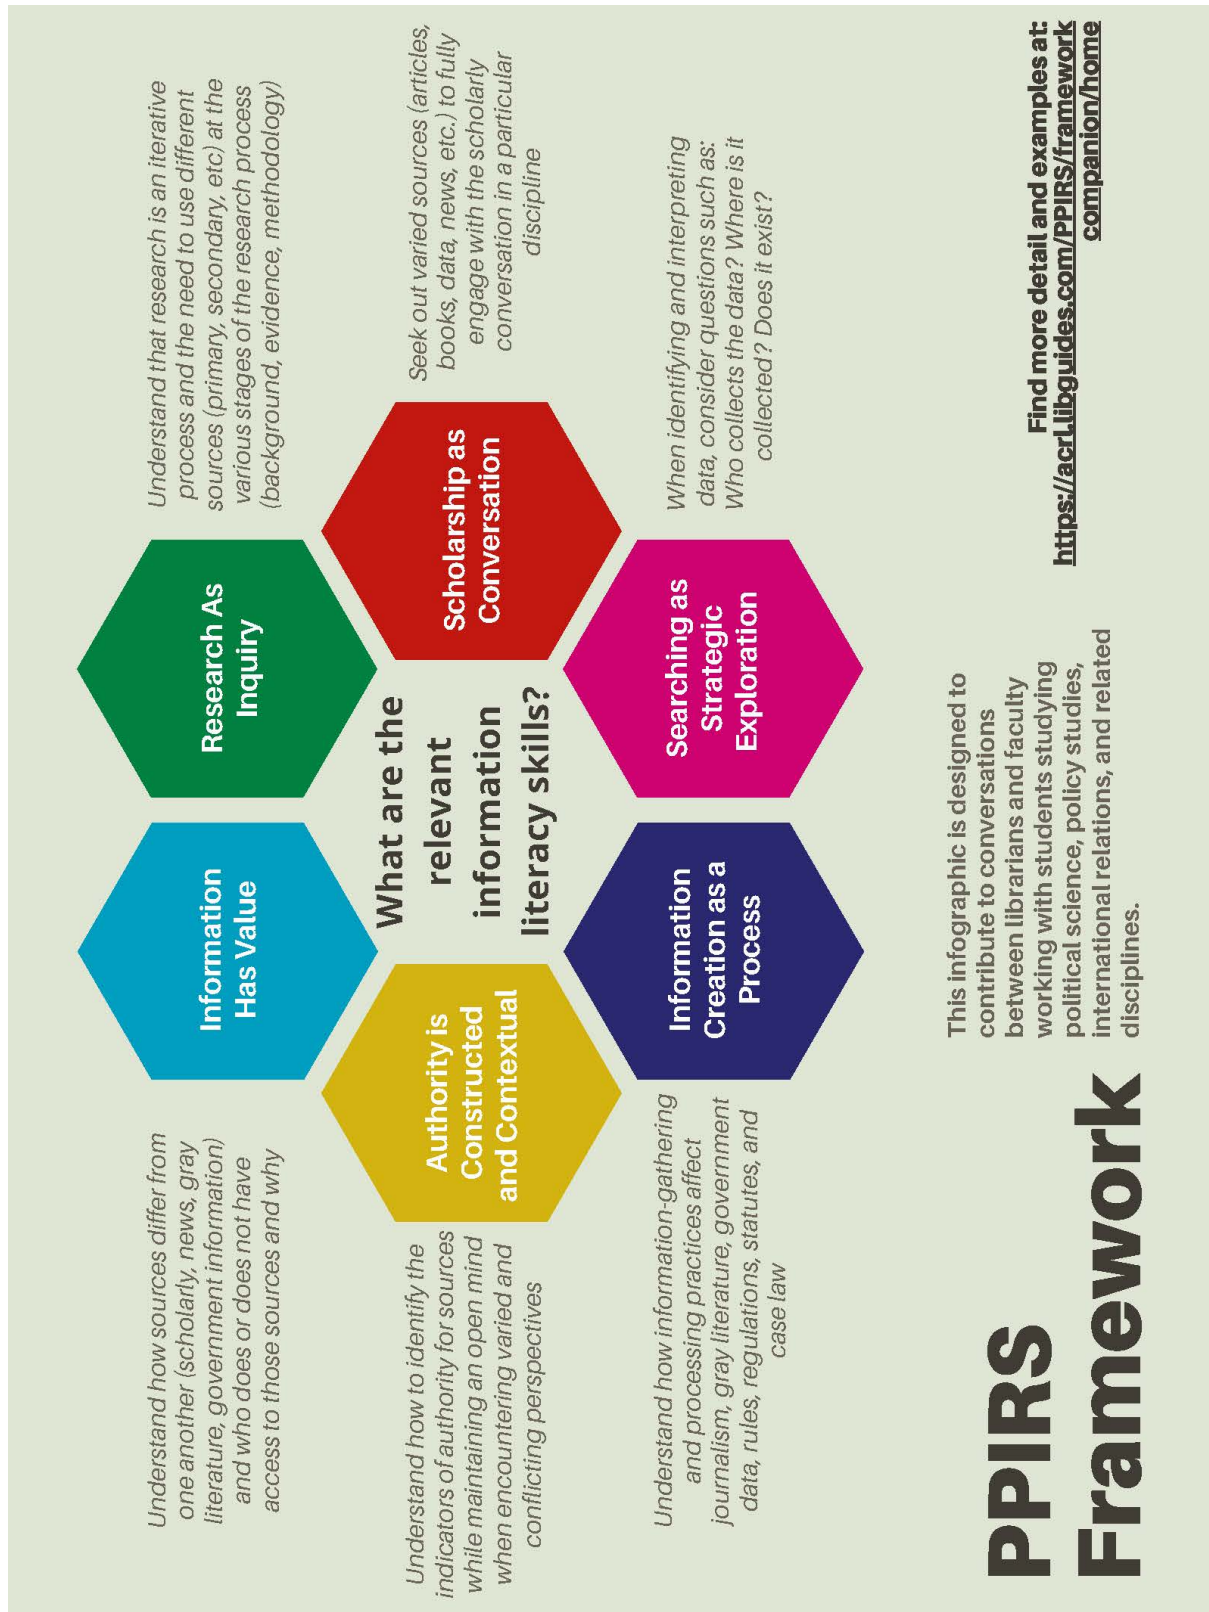 Understand how sources differ from
one another (scholarly, news, gray
literature, government information)
and who does or does not have
access to those sources and why
Information
Has Value
Research As
Inquiry
Understand that research is an iterative
process and the need to use different
sources (primary, secondary, etc) at the
various stages of the research process
(background, evidence, methodology)
Understand how to identify the
indicators of authority for sources
while maintaining an open mind
when encountering varied and
conflicting perspectives
Authority is
Constructed
and Contextual
What are the
relevant
information
literacy skills?
Scholarship as
Conversation
Seek out varied sources (articles,
books, data, news, etc.) to fully
engage with the scholarly
conversation in a particular
discipline
Understand how information-gathering
and processing practices affect
journalism, gray literature, government
data, rules, regulations, statutes, and
case law
Information
Creation as a
Process
Searching as
Strategic
Exploration
When identifying and interpreting
data, consider questions such as:
Who collects the data? Where is it
collected? Does it exist?
PPIRS
Framework
This infographic is designed to
contribute to conversations
between librarians and faculty
working with students studying
political science, policy studies,
international relations, and related
disciplines.
Find more detail and examples at:
https://acrl.libguides.com/PPIRS/framework
companion/home